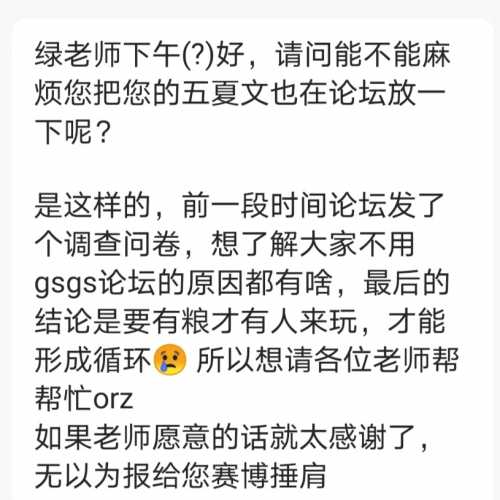 绿老师下午(?)好，请问能不能麻
烦您把您的五夏文也在论坛放一
下呢？
是这样的，前一段时间论坛发了
个调查问卷，想了解大家不用
gsgs论坛的原因都有啥，最后的
结论是要有粮才有人来玩，才能
形成循环😢 所以想请各位老师帮
帮忙orz
如果老师愿意的话就太感谢了，
无以为报给您赛博捶肩